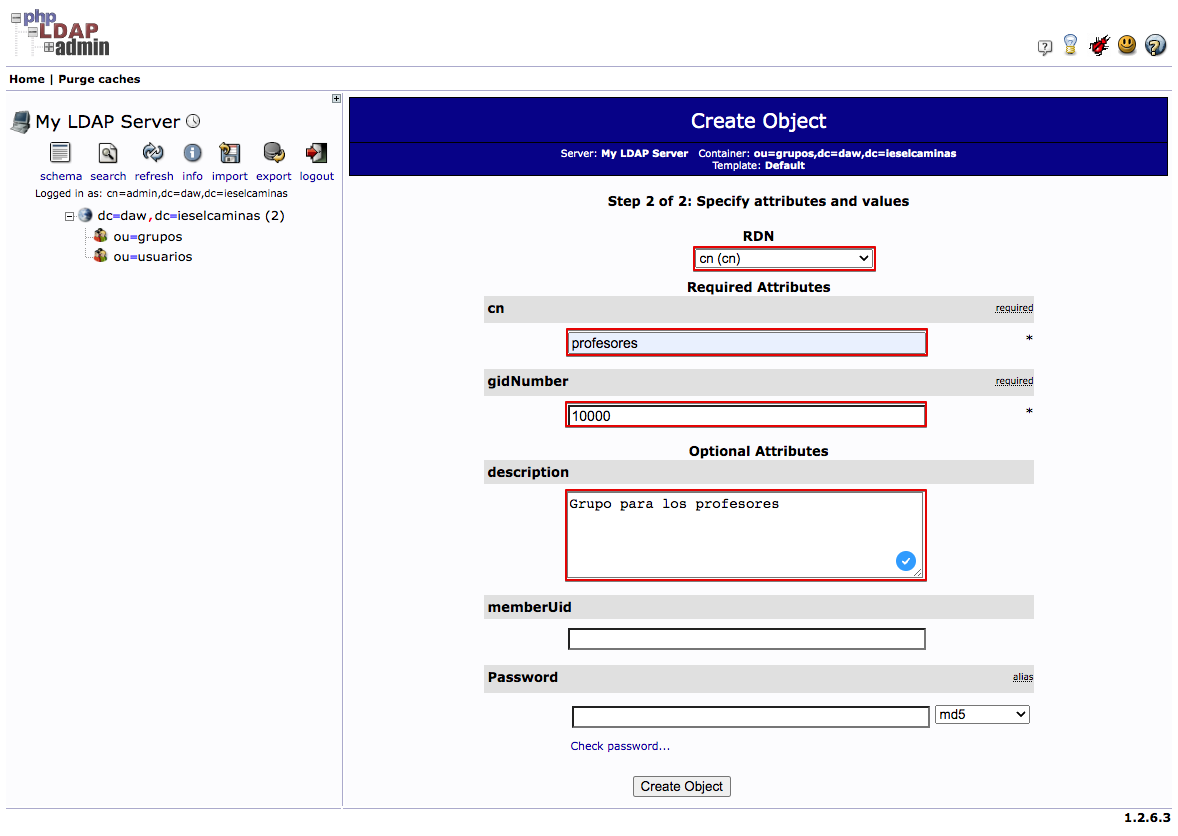 php
LDAP
admin
Home | Purge caches
My LDAP Server
schema search refresh info import export logout
Logged in as: cn=admin,dc=daw,dc=ieselcaminas
dc=daw,dc=ieselcaminas (2)
ou=grupos
ou=usuarios
Create Object
Server: My LDAP Server Container: ou=grupos,dc=daw,dc=ieselcaminas
Template: Default
Step 2 of 2: Specify attributes and values
RDN
cn (cn)
Required Attributes
cn required
profesores *
gidNumber required
10000 *
Optional Attributes
description
Grupo para los profesores
memberUid
Password alias
md5
Check password...
Create Object
1.2.6.3